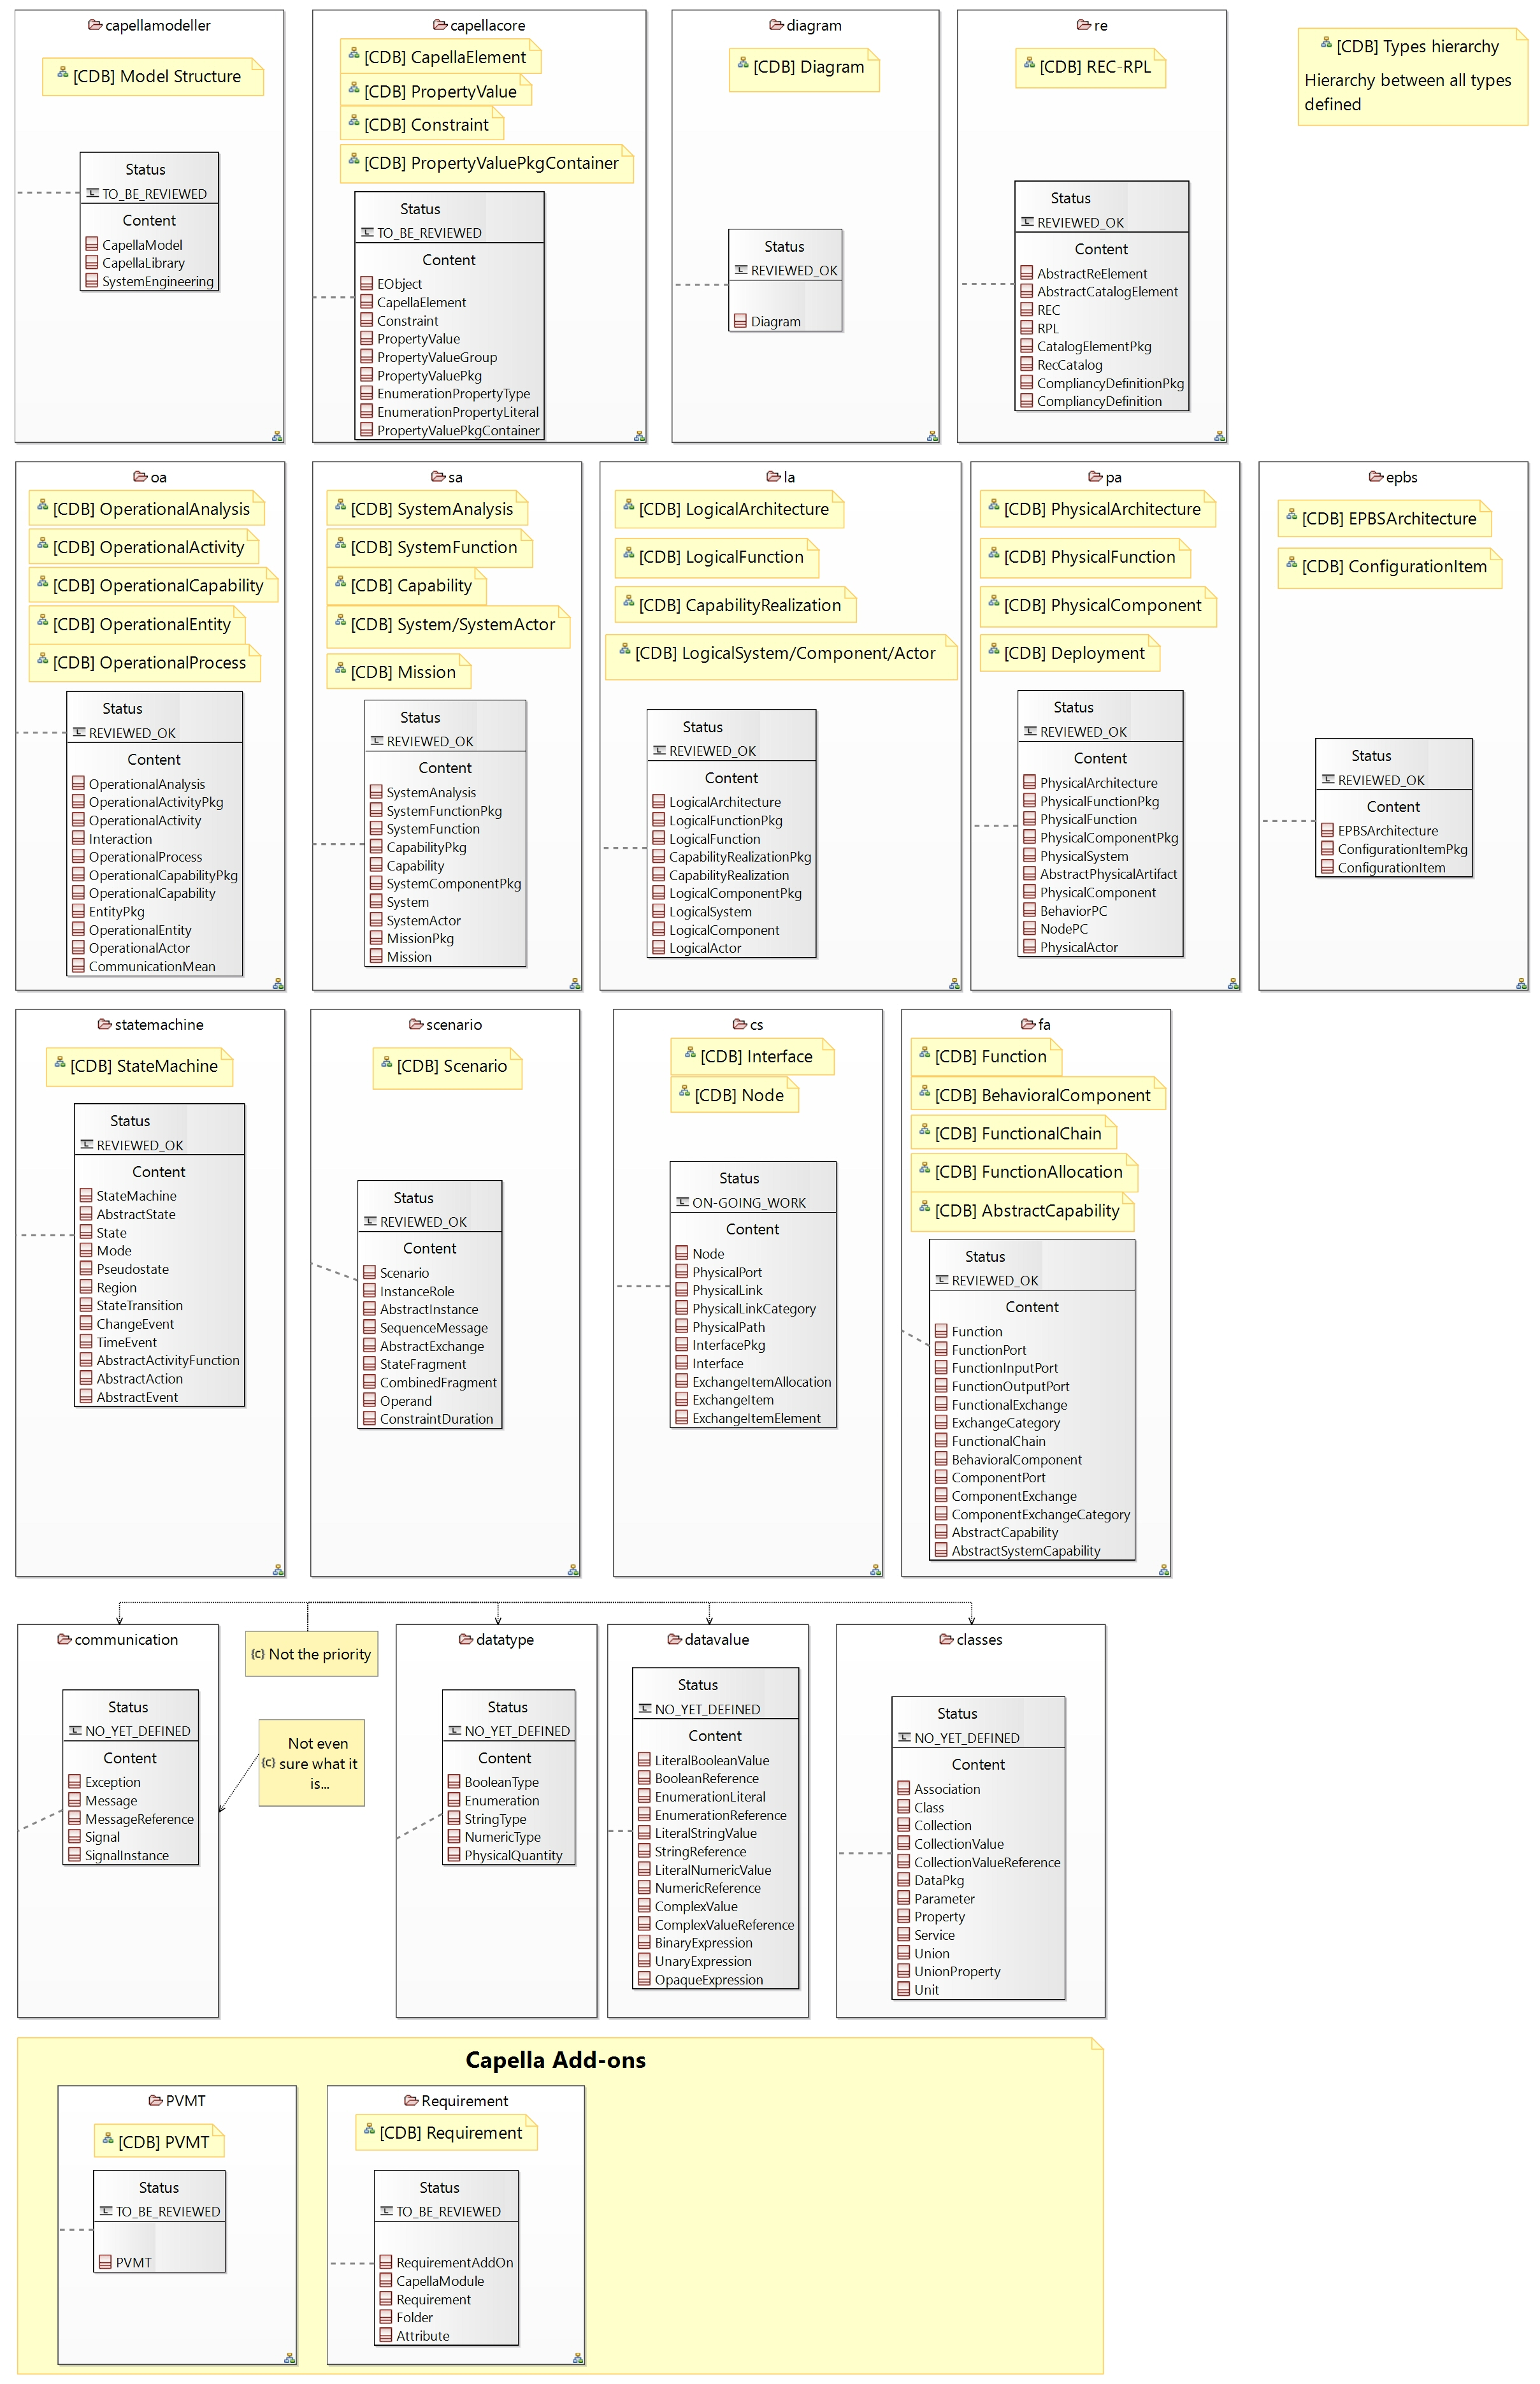 capellamodeller
[CDB] Model Structure
Status
TO_BE_REVIEWED
Content
CapellaModel
CapellaLibrary
SystemEngineering
capellacore
[CDB] CapellaElement
[CDB] PropertyValue
[CDB] Constraint
[CDB] PropertyValuePkgContainer
Status
TO_BE_REVIEWED
Content
EObject
CapellaElement
Constraint
PropertyValue
PropertyValueGroup
PropertyValuePkg
EnumerationPropertyType
EnumerationPropertyLiteral
PropertyValuePkgContainer
diagram
[CDB] Diagram
Status
REVIEWED_OK
Diagram
re
[CDB] REC-RPL
Status
REVIEWED_OK
Content
AbstractReElement
AbstractCatalogElement
REC
RPL
CatalogElementPkg
RecCatalog
CompliancyDefinitionPkg
CompliancyDefinition
[CDB] Types hierarchy
Hierarchy between all types
defined
oa
[CDB] OperationalAnalysis
[CDB] OperationalActivity
[CDB] OperationalCapability
[CDB] OperationalEntity
[CDB] OperationalProcess
Status
REVIEWED_OK
Content
OperationalAnalysis
OperationalActivityPkg
OperationalActivity
Interaction
OperationalProcess
OperationalCapabilityPkg
OperationalCapability
EntityPkg
OperationalEntity
OperationalActor
CommunicationMean
sa
[CDB] SystemAnalysis
[CDB] SystemFunction
[CDB] Capability
[CDB] System/SystemActor
[CDB] Mission
Status
REVIEWED_OK
Content
SystemAnalysis
SystemFunctionPkg
SystemFunction
CapabilityPkg
Capability
SystemComponentPkg
System
SystemActor
MissionPkg
Mission
la
[CDB] LogicalArchitecture
[CDB] LogicalFunction
[CDB] CapabilityRealization
[CDB] LogicalSystem/Component/Actor
Status
REVIEWED_OK
Content
LogicalArchitecture
LogicalFunctionPkg
LogicalFunction
CapabilityRealizationPkg
CapabilityRealization
LogicalComponentPkg
LogicalSystem
LogicalComponent
LogicalActor
pa
[CDB] PhysicalArchitecture
[CDB] PhysicalFunction
[CDB] PhysicalComponent
[CDB] Deployment
Status
REVIEWED_OK
Content
PhysicalArchitecture
PhysicalFunctionPkg
PhysicalFunction
PhysicalComponentPkg
PhysicalSystem
AbstractPhysicalArtifact
PhysicalComponent
BehaviorPC
NodePC
PhysicalActor
epbs
[CDB] EPBSArchitecture
[CDB] ConfigurationItem
Status
REVIEWED_OK
Content
EPBSArchitecture
ConfigurationItemPkg
ConfigurationItem
statemachine
[CDB] StateMachine
Status
REVIEWED_OK
Content
StateMachine
AbstractState
State
Mode
Pseudostate
Region
StateTransition
ChangeEvent
TimeEvent
AbstractActivityFunction
AbstractAction
AbstractEvent
scenario
[CDB] Scenario
Status
REVIEWED_OK
Content
Scenario
InstanceRole
AbstractInstance
SequenceMessage
AbstractExchange
StateFragment
CombinedFragment
Operand
ConstraintDuration
cs
[CDB] Interface
[CDB] Node
Status
ON-GOING_WORK
Content
Node
PhysicalPort
PhysicalLink
PhysicalLinkCategory
PhysicalPath
InterfacePkg
Interface
ExchangeItemAllocation
ExchangeItem
ExchangeItemElement
fa
[CDB] Function
[CDB] BehavioralComponent
[CDB] FunctionalChain
[CDB] FunctionAllocation
[CDB] AbstractCapability
Status
REVIEWED_OK
Content
Function
FunctionPort
FunctionInputPort
FunctionOutputPort
FunctionalExchange
ExchangeCategory
FunctionalChain
BehavioralComponent
ComponentPort
ComponentExchange
ComponentExchangeCategory
AbstractCapability
AbstractSystemCapability
communication
Status
NO_YET_DEFINED
Content
Exception
Message
MessageReference
Signal
SignalInstance
{C} Not the priority
Not even
{C} sure what it
is...
datatype
Status
NO_YET_DEFINED
Content
BooleanType
Enumeration
StringType
NumericType
PhysicalQuantity
datavalue
Status
NO_YET_DEFINED
Content
LiteralBooleanValue
BooleanReference
EnumerationLiteral
EnumerationReference
LiteralStringValue
StringReference
LiteralNumericValue
NumericReference
ComplexValue
ComplexValueReference
BinaryExpression
UnaryExpression
OpaqueExpression
classes
Status
NO_YET_DEFINED
Content
Association
Class
Collection
CollectionValue
CollectionValueReference
DataPkg
Parameter
Property
Service
Union
UnionProperty
Unit
Capella Add-ons
PVMT
[CDB] PVMT
Status
TO_BE_REVIEWED
PVMT
Requirement
[CDB] Requirement
Status
TO_BE_REVIEWED
RequirementAddOn
CapellaModule
Requirement
Folder
Attribute